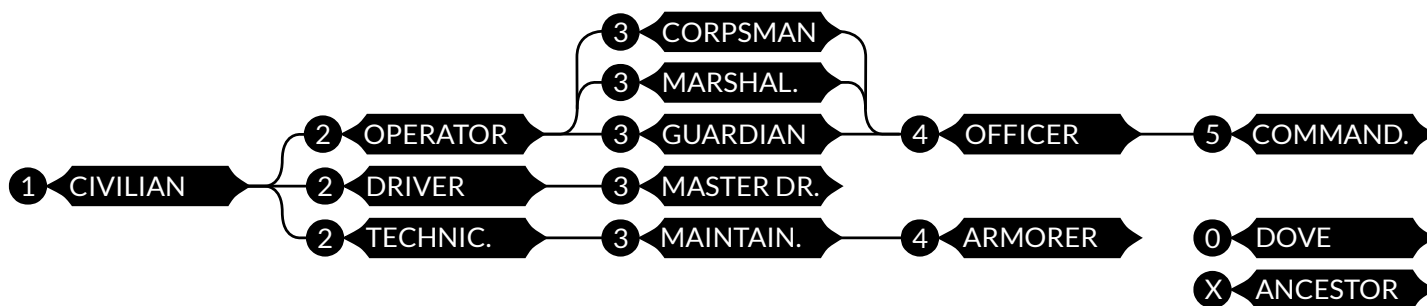 3 CORPSMAN
3 MARSHAL.
2 OPERATOR 3 GUARDIAN 4 OFFICER 5 COMMAND.
1 CIVILIAN 2 DRIVER 3 MASTER DR.
2 TECHNIC. 3 MAINTAIN. 4 ARMORER 0 DOVE
X ANCESTOR